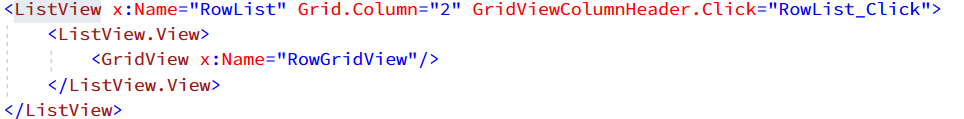 <ListView x:Name="RowList" Grid.Column="2" GridViewColumnHeader.Click="RowList_Click">
    <ListView.View>
        <GridView x:Name="RowGridView"/>
    </ListView.View>
</ListView>